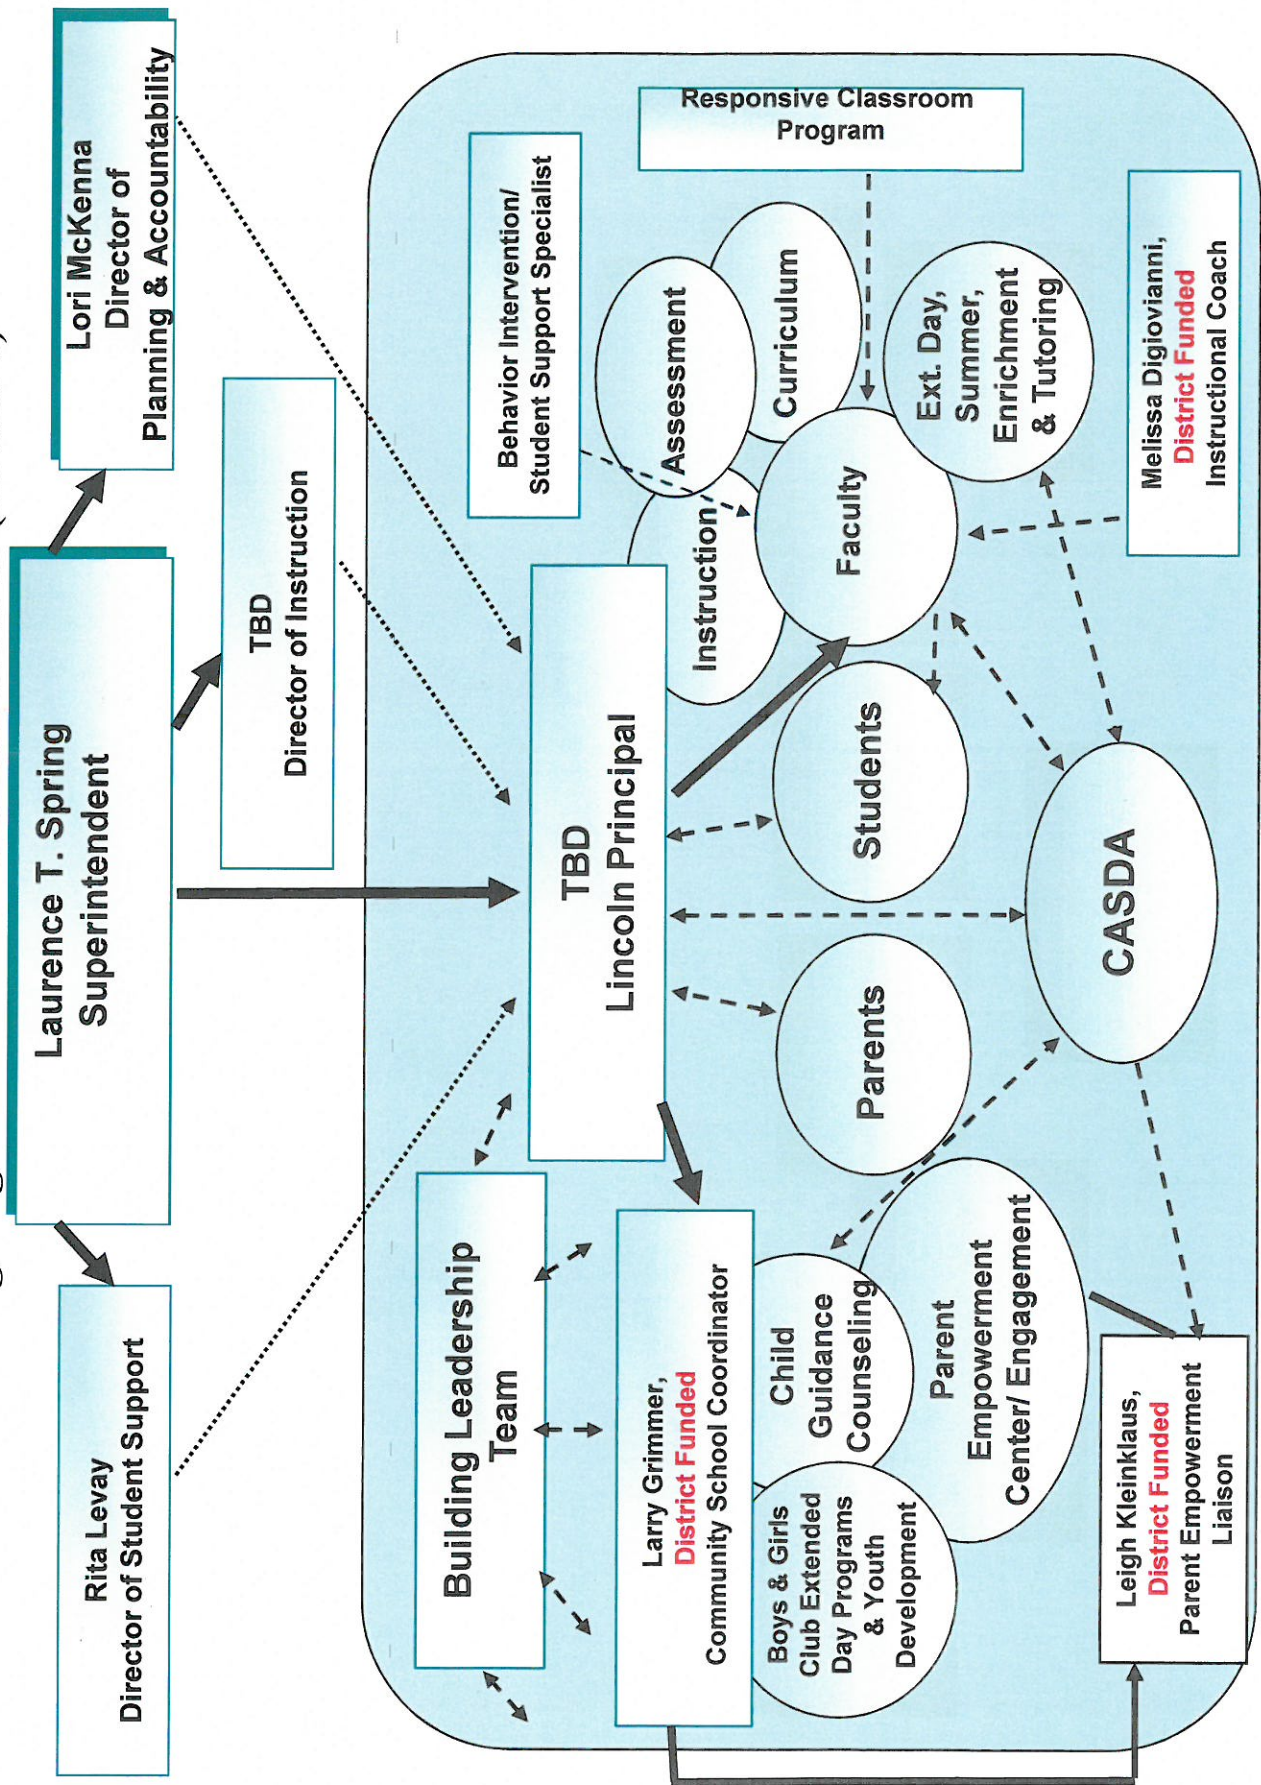 Laurence T. Spring
Superintendent
Rita Levay
Director of Student Support
TBD
Director of Instruction
Lori McKenna
Director of
Planning & Accountability
TBD
Lincoln Principal
Building Leadership
Team
Behavior Intervention/
Student Support Specialist
Responsive Classroom
Program
Larry Grimmer,
District Funded
Community School Coordinator
Instruction
Assessment
Curriculum
Faculty
Ext. Day,
Summer,
Enrichment
& Tutoring
Students
Parents
Child
Guidance
Counseling
Boys & Girls
Club Extended
Day Programs
& Youth
Development
Parent
Empowerment
Center/ Engagement
CASDA
Leigh Kleinklaus,
District Funded
Parent Empowerment
Liaison
Melissa Digiovianni,
District Funded
Instructional Coach